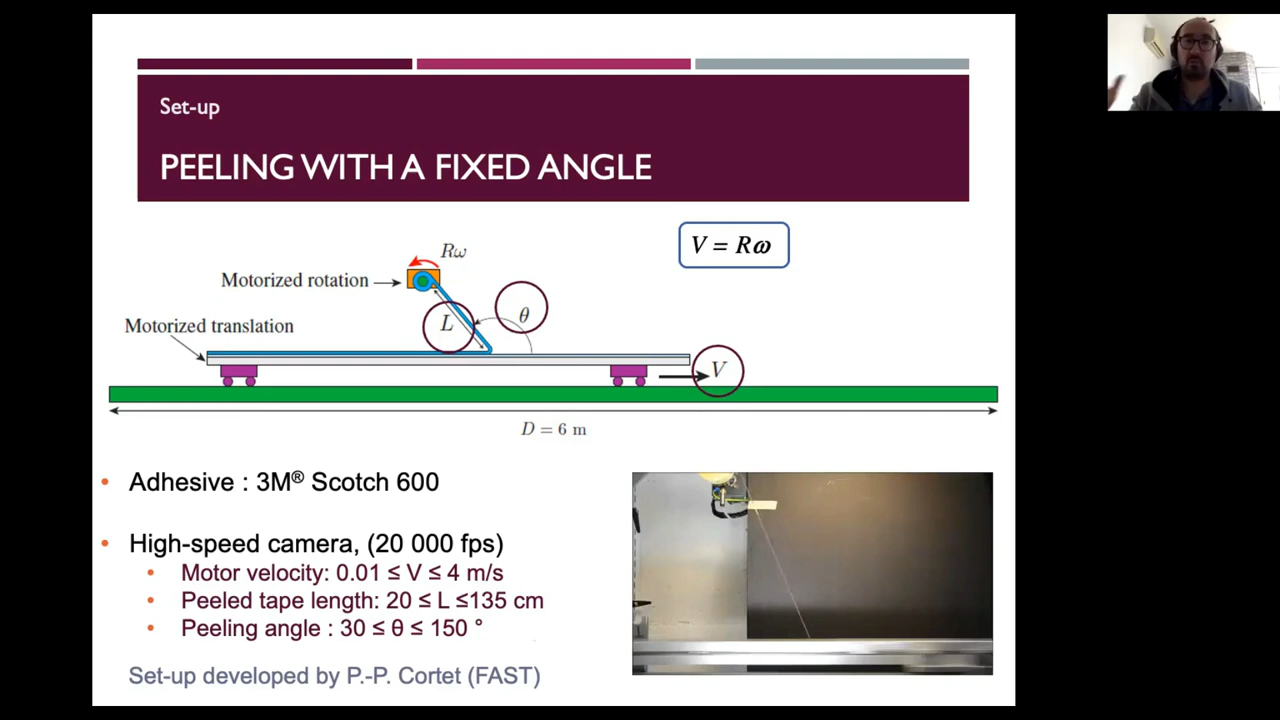 Set-up
PEELING WITH A FIXED ANGLE
V = Rω
Rω
Motorized rotation
L
θ
Motorized translation
V
D = 6 m
• Adhesive : 3M® Scotch 600
• High-speed camera, (20 000 fps)
• Motor velocity: 0.01 ≤ V ≤ 4 m/s
• Peeled tape length: 20 ≤ L ≤135 cm
• Peeling angle : 30 ≤ θ ≤ 150 °
Set-up developed by P.-P. Cortet (FAST)